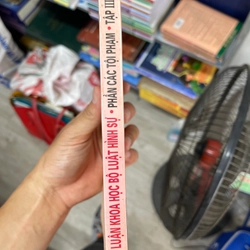 LUẬN KHOA HỌC BỘ LUẬT HÌNH SỰ • PHẦN CÁC TỘI PHẠM • TẬP III